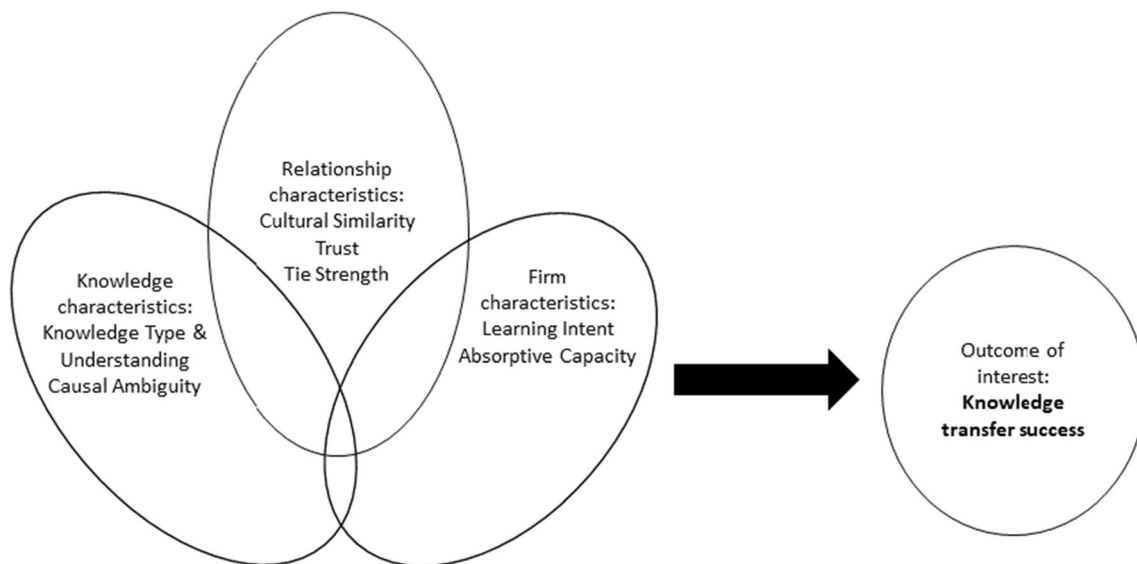 Relationship
characteristics:
Cultural Similarity
Trust
Tie Strength
Knowledge
characteristics:
Knowledge Type &
Understanding
Causal Ambiguity
Firm
characteristics:
Learning Intent
Absorptive Capacity
Outcome of
interest:
Knowledge
transfer success